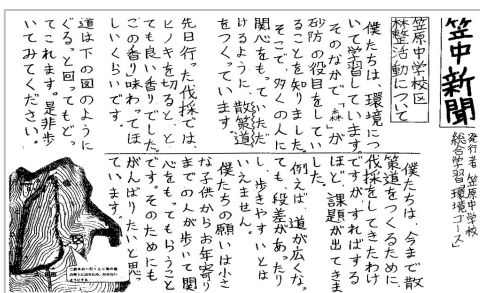 笠中新聞
発行者 笠原中学校
総合学習環境コース
笠原中学校区
林整活動について
僕たちは、環境につ
いて学習しています。
そのなかで「森」が
砂防の役目をしてい
ることを知りました。
そこで、多くの人に
関心をもっていただ
けるように、散策道
をつくっています。
先日行った伐採では、
ヒノキを切ると、と
ても良い香りでした。
この香り味わってほ
しいくらいです。
道は下の図のように
ぐるっと回ってもどっ
てこれます。是非歩
いてみてください。
僕たちは、今まで散
策道をつくるために、
伐採をしてきたわけ
ですが、すればする
ほど、課題が出てきま
した。
例えば、道が広くなっ
ても、段差があったり
し、歩きやすいとは
いえません。
僕たちの願いは小さ
な子供からお年寄り
までの人が歩いて関
心をもってもらうこと
です。そのためにも
がんばりたいと思っ
ています。